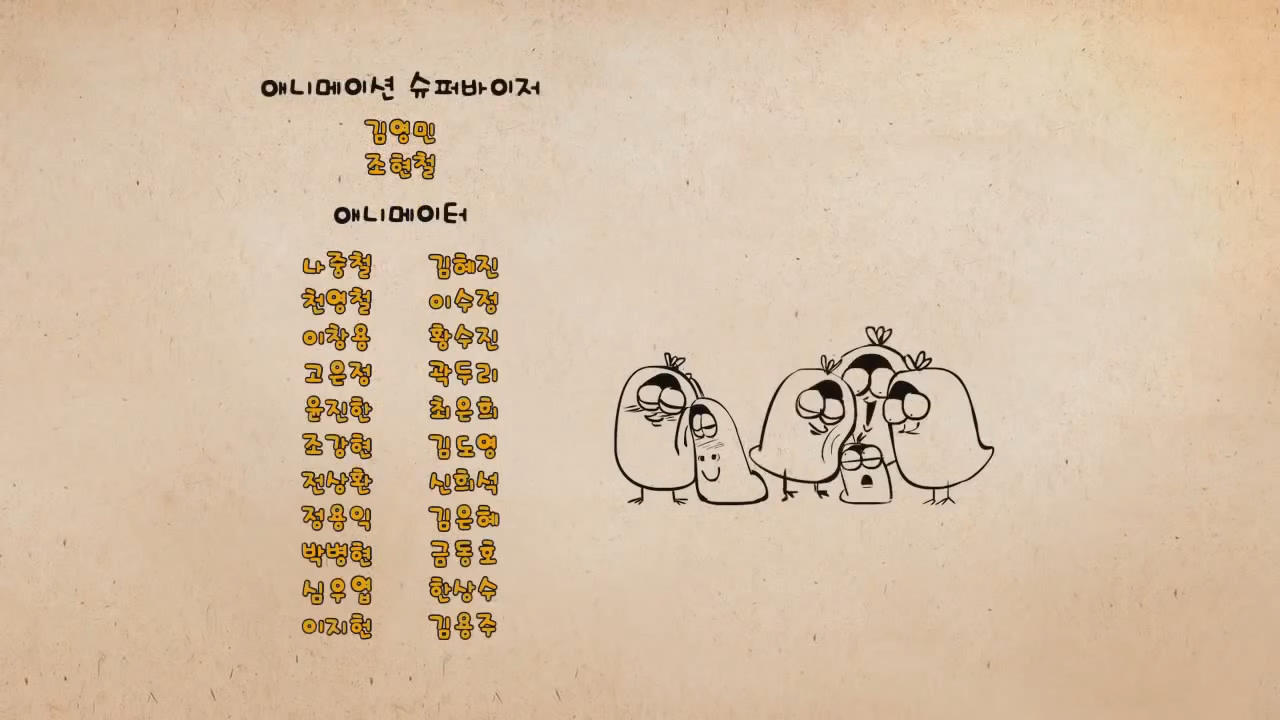 애니메이션 슈퍼바이저
김영민
조현철
애니메이터
나중철 김혜진
천영철 이수정
이창용 황수진
고은정 곽두리
윤진한 최은희
조강현 김도영
전상환 신희석
정용익 김은혜
박병현 금동호
심우엽 한상수
이지헌 김용주